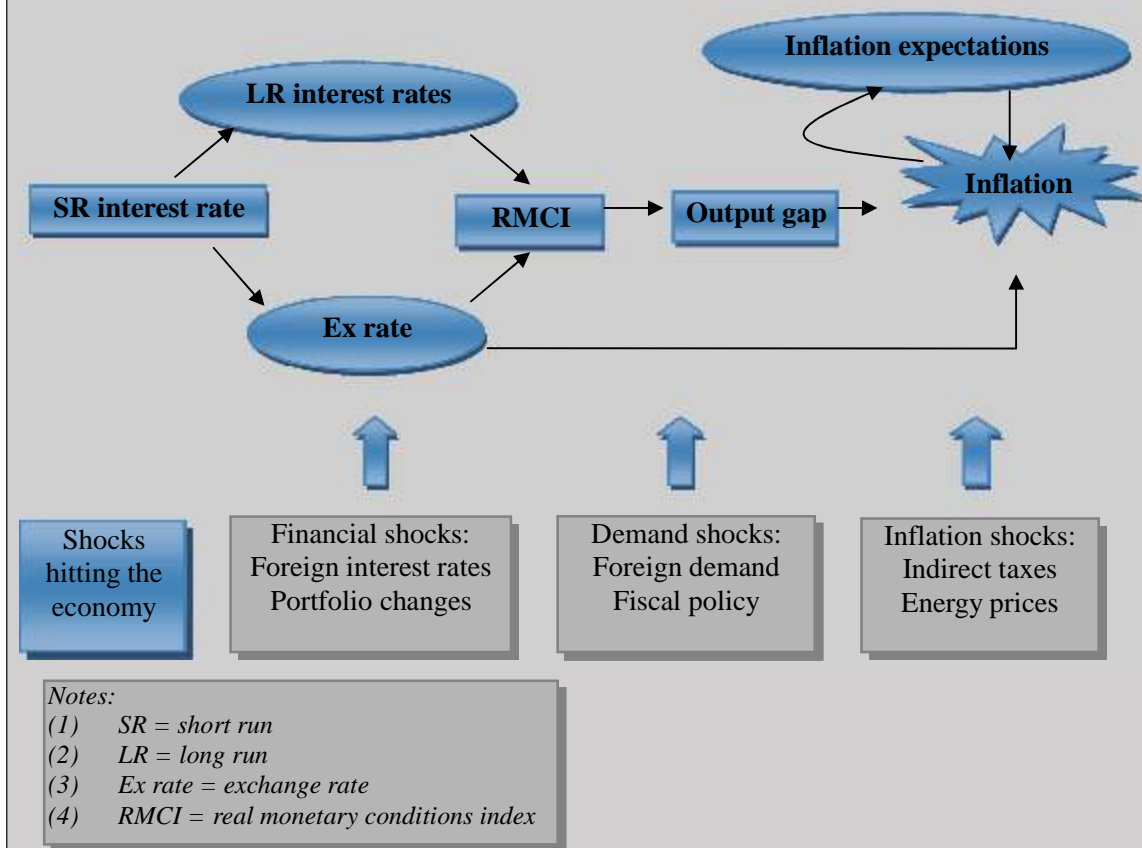 Inflation expectations
LR interest rates
SR interest rate
RMCI
Output gap
Inflation
Ex rate
Shocks
hitting the
economy
Financial shocks:
Foreign interest rates
Portfolio changes
Demand shocks:
Foreign demand
Fiscal policy
Inflation shocks:
Indirect taxes
Energy prices
Notes:
(1) SR = short run
(2) LR = long run
(3) Ex rate = exchange rate
(4) RMCI = real monetary conditions index